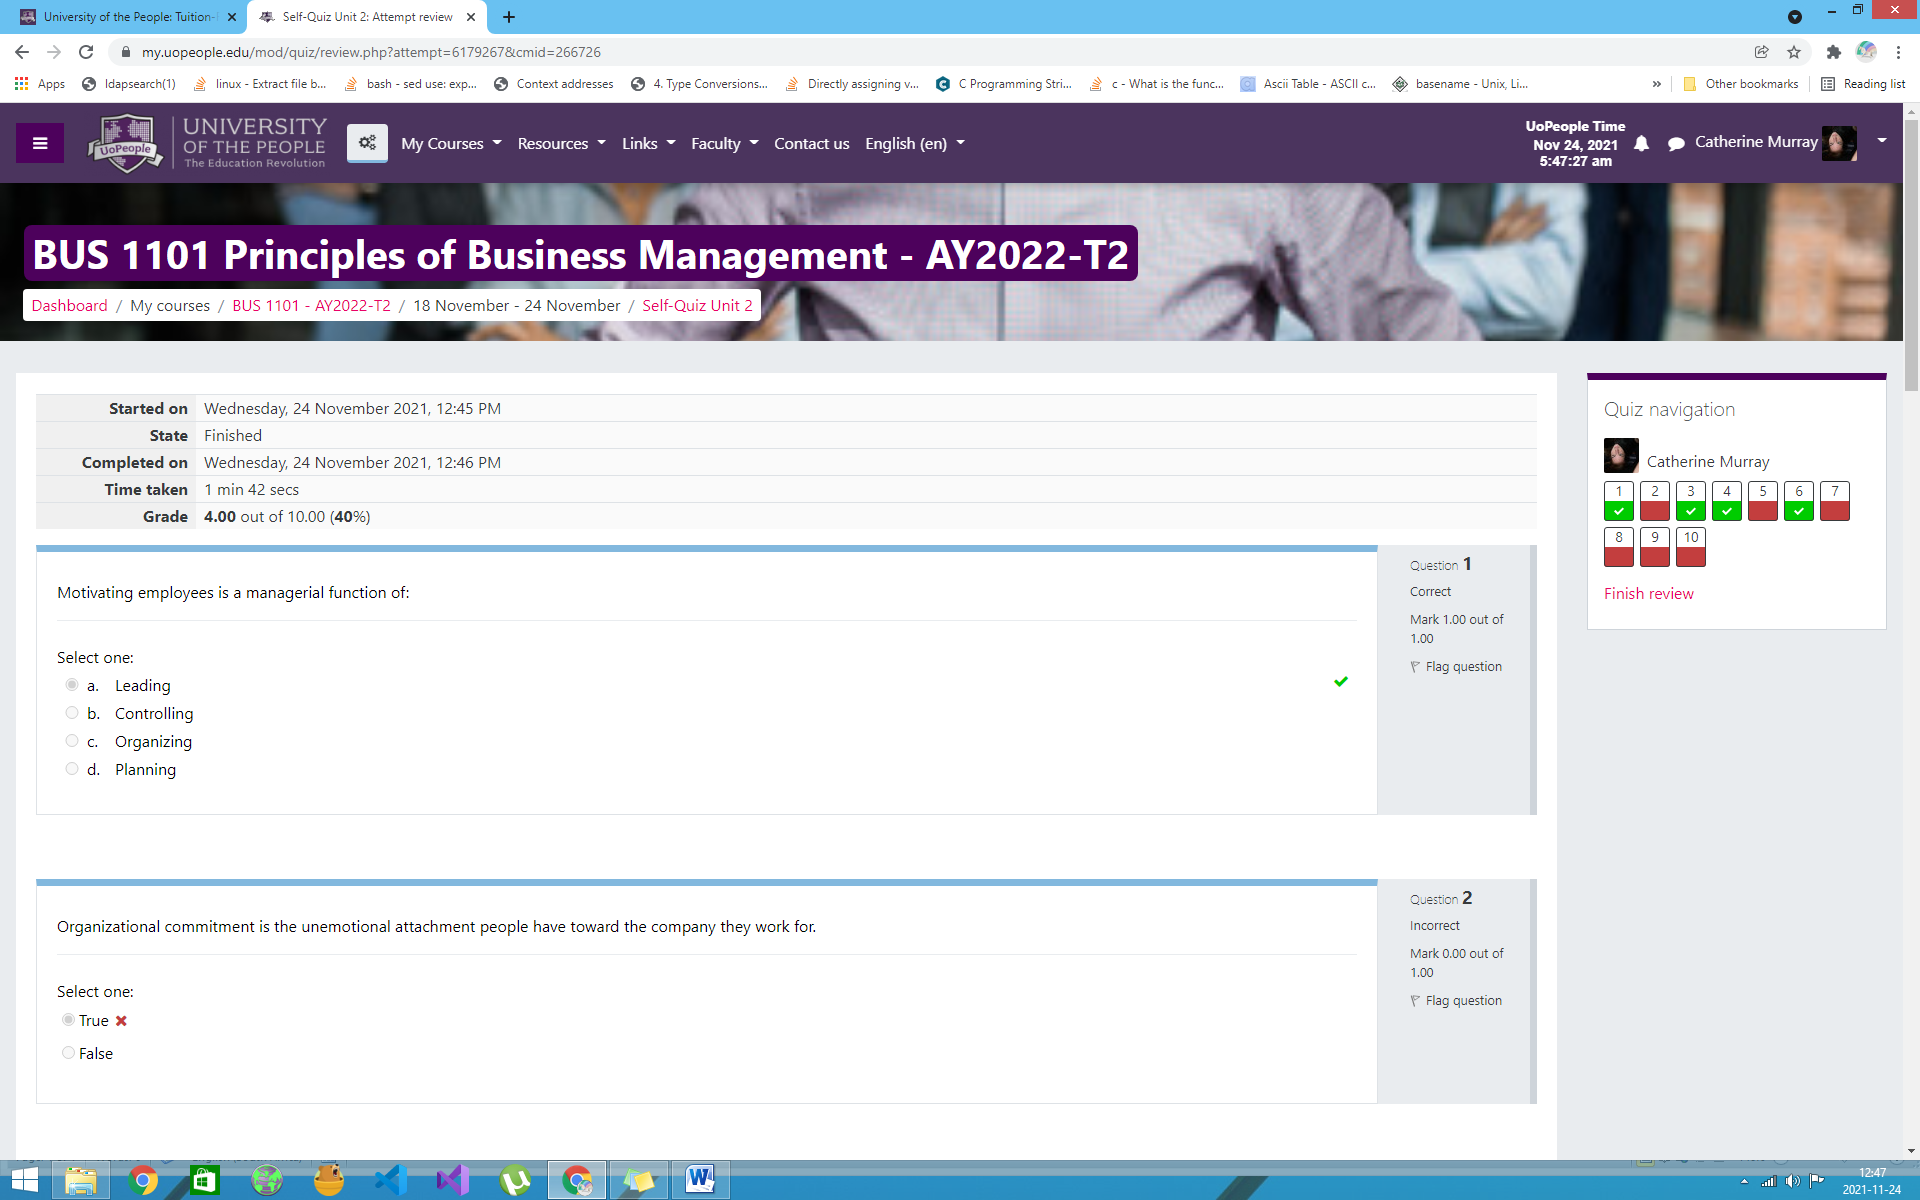 University of the People: Tuition-
Self-Quiz Unit 2: Attempt review
my.uopeople.edu/mod/quiz/review.php?attempt=6179267&cmid=266726
Apps
ldapsearch(1)
linux - Extract file b...
bash - sed use: exp...
Context addresses
4. Type Conversions...
Directly assigning v...
C Programming Stri...
c - What is the func...
Ascii Table - ASCII c...
basename - Unix, Li...
»
Other bookmarks
Reading list
UoPeople
UNIVERSITY
OF THE PEOPLE
The Education Revolution
My Courses
Resources
Links
Faculty
Contact us
English (en)
UoPeople Time
Nov 24, 2021
5:47:27 am
Catherine Murray
BUS 1101 Principles of Business Management - AY2022-T2
Dashboard / My courses / BUS 1101 - AY2022-T2 / 18 November - 24 November / Self-Quiz Unit 2
Started on Wednesday, 24 November 2021, 12:45 PM
State Finished
Completed on Wednesday, 24 November 2021, 12:46 PM
Time taken 1 min 42 secs
Grade 4.00 out of 10.00 (40%)
Motivating employees is a managerial function of:
Select one:
a. Leading
b. Controlling
c. Organizing
d. Planning
Question 1
Correct
Mark 1.00 out of
1.00
Flag question
Organizational commitment is the unemotional attachment people have toward the company they work for.
Select one:
True
False
Question 2
Incorrect
Mark 0.00 out of
1.00
Flag question
Quiz navigation
Catherine Murray
1 2 3 4 5 6 7
8 9 10
Finish review
12:47
2021-11-24